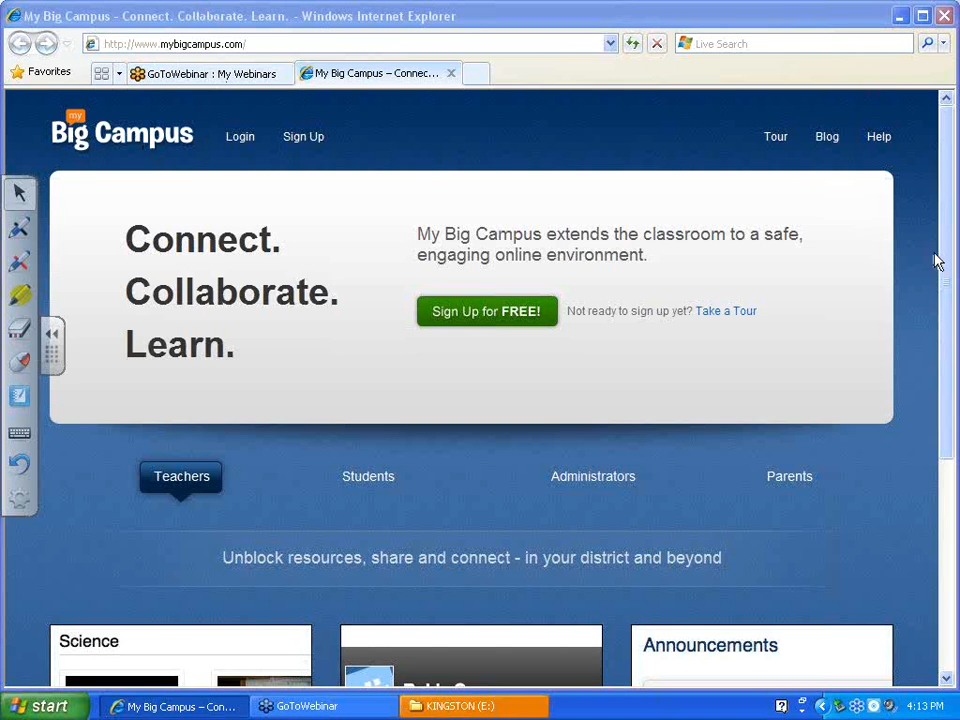 My Big Campus - Connect. Collaborate. Learn. - Windows Internet Explorer
http://www.mybigcampus.com/
Live Search
Favorites
GoToWebinar : My Webinars
My Big Campus – Connec...
my
Big Campus
Login
Sign Up
Tour
Blog
Help
Connect.
Collaborate.
Learn.
My Big Campus extends the classroom to a safe,
engaging online environment.
Sign Up for FREE!
Not ready to sign up yet? Take a Tour
Teachers
Students
Administrators
Parents
Unblock resources, share and connect - in your district and beyond
Science
Announcements
start
My Big Campus – Con...
GoToWebinar
KINGSTON (E:)
4:13 PM